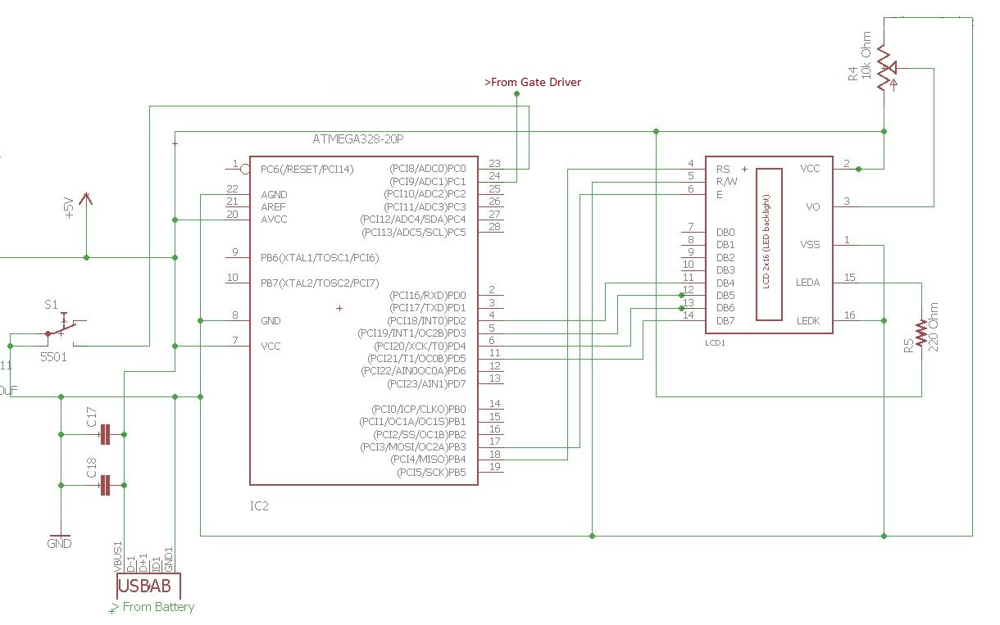 >From Gate Driver
R4
10k Ohm
ATMEGA328-20P
1
PC6(/RESET/PCI14)
22
AGND
21
AREF
20
AVCC
9
PB6(XTAL1/TOSC1/PCI6)
10
PB7(XTAL2/TOSC2/PCI7)
8
GND
7
VCC
(PCI8/ADC0)PC0
23
(PCI9/ADC1)PC1
24
(PCI10/ADC2)PC2
25
(PCI11/ADC3)PC3
26
(PCI12/ADC4/SDA)PC4
27
(PCI13/ADC5/SCL)PC5
28
(PCI16/RXD)PD0
2
(PCI17/TXD)PD1
3
(PCI18/INT0)PD2
4
(PCI19/INT1/OC2B)PD3
5
(PCI20/XCK/T0)PD4
6
(PCI21/T1/OC0B)PD5
11
(PCI22/AIN0OC0A)PD6
12
(PCI23/AIN1)PD7
13
(PCI0/ICP/CLKO)PB0
14
(PCI1/OC1A/OC1S)PB1
15
(PCI2/SS/OC1B)PB2
16
(PCI3/MOSI/OC2A)PB3
17
(PCI4/MISO)PB4
18
(PCI5/SCK)PB5
19
IC2
4
RS
5
R/W
6
E
7
DB0
8
DB1
9
DB2
10
DB3
11
DB4
12
DB5
13
DB6
14
DB7
LCD 2x16 (LED backlight)
VCC
2
VO
3
VSS
1
LEDA
15
LEDK
16
LCD1
R5
220 Ohm
+5V
S1
5501
11
0uF
C17
C18
GND
VBUS1
D-1
D+1
ID1
GND1
USBAB
> From Battery